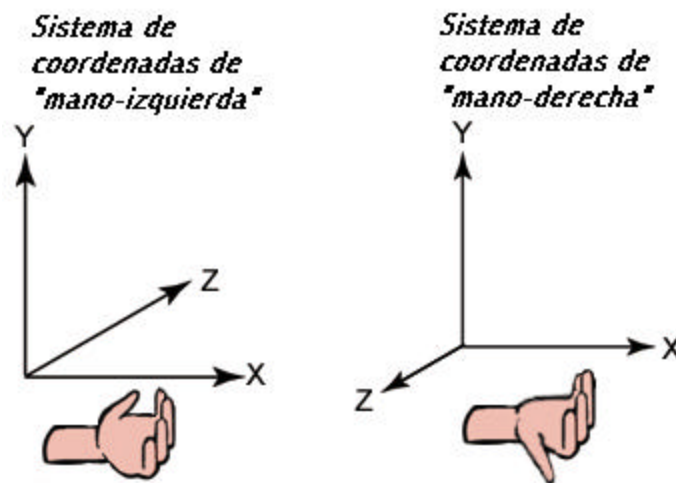 Sistema de
coordenadas de
"mano-izquierda"
Y
Z
X
Sistema de
coordenadas de
"mano-derecha"
Y
X
Z